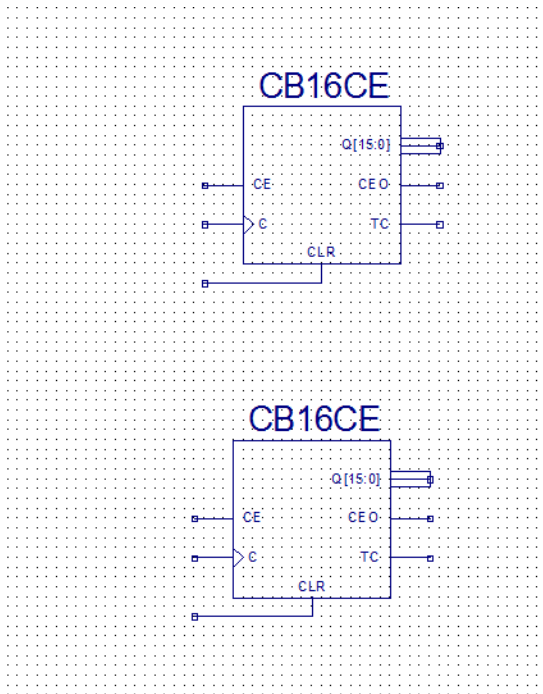 CB16CE
Q[15:0]
CE CEO
C TC
CLR
CB16CE
Q[15:0]
CE CEO
C TC
CLR